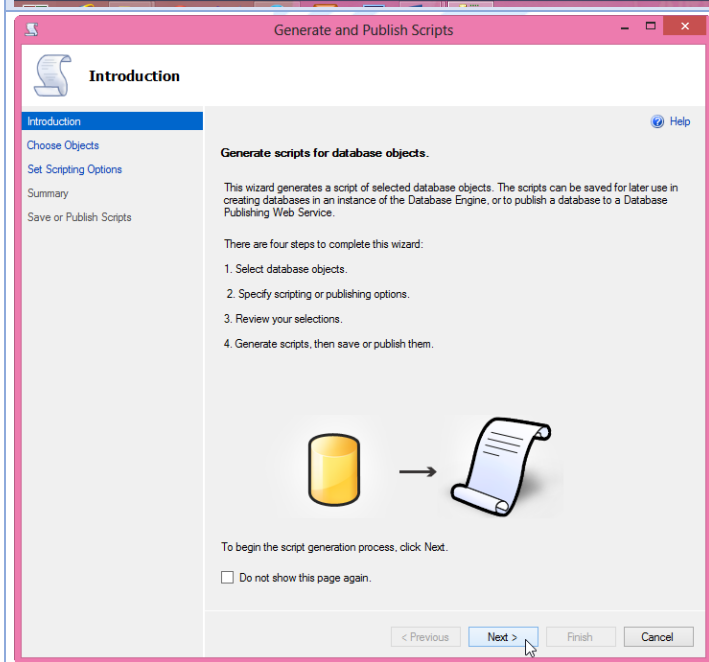 Generate and Publish Scripts
Introduction
Introduction
Choose Objects
Set Scripting Options
Summary
Save or Publish Scripts
Help
Generate scripts for database objects.
This wizard generates a script of selected database objects. The scripts can be saved for later use in
creating databases in an instance of the Database Engine, or to publish a database to a Database
Publishing Web Service.
There are four steps to complete this wizard:
1. Select database objects.
2. Specify scripting or publishing options.
3. Review your selections.
4. Generate scripts, then save or publish them.
To begin the script generation process, click Next.
Do not show this page again.
< Previous
Next >
Finish
Cancel